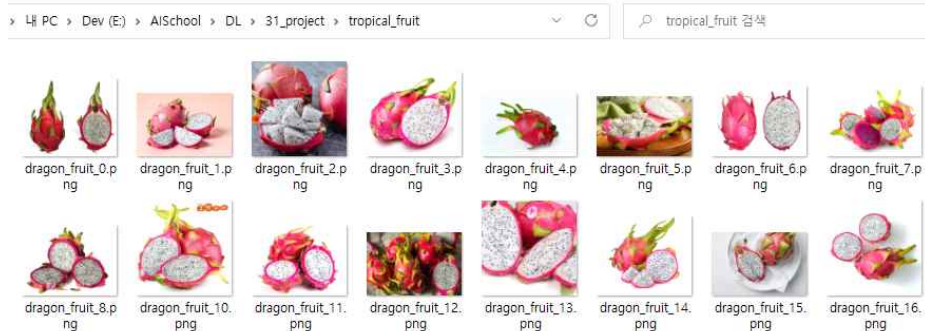 › 내 PC › Dev (E:) › AISchool › DL › 31_project › tropical_fruit
tropical_fruit 검색
dragon_fruit_0.p
ng
dragon_fruit_1.p
ng
dragon_fruit_2.p
ng
dragon_fruit_3.p
ng
dragon_fruit_4.p
ng
dragon_fruit_5.p
ng
dragon_fruit_6.p
ng
dragon_fruit_7.p
ng
dragon_fruit_8.p
ng
dragon_fruit_10.
png
dragon_fruit_11.
png
dragon_fruit_12.
png
dragon_fruit_13.
png
dragon_fruit_14.
png
dragon_fruit_15.
png
dragon_fruit_16.
png